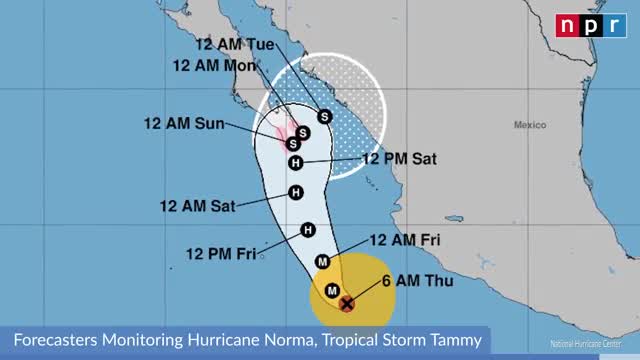 npr
12 AM Tue
12 AM Mon
12 AM Sun
Mexico
S
S
S
H
12 PM Sat
12 AM Sat
H
H
12 AM Fri
12 PM Fri
M
6 AM Thu
M
Forecasters Monitoring Hurricane Norma, Tropical Storm Tammy
National Hurricane Center